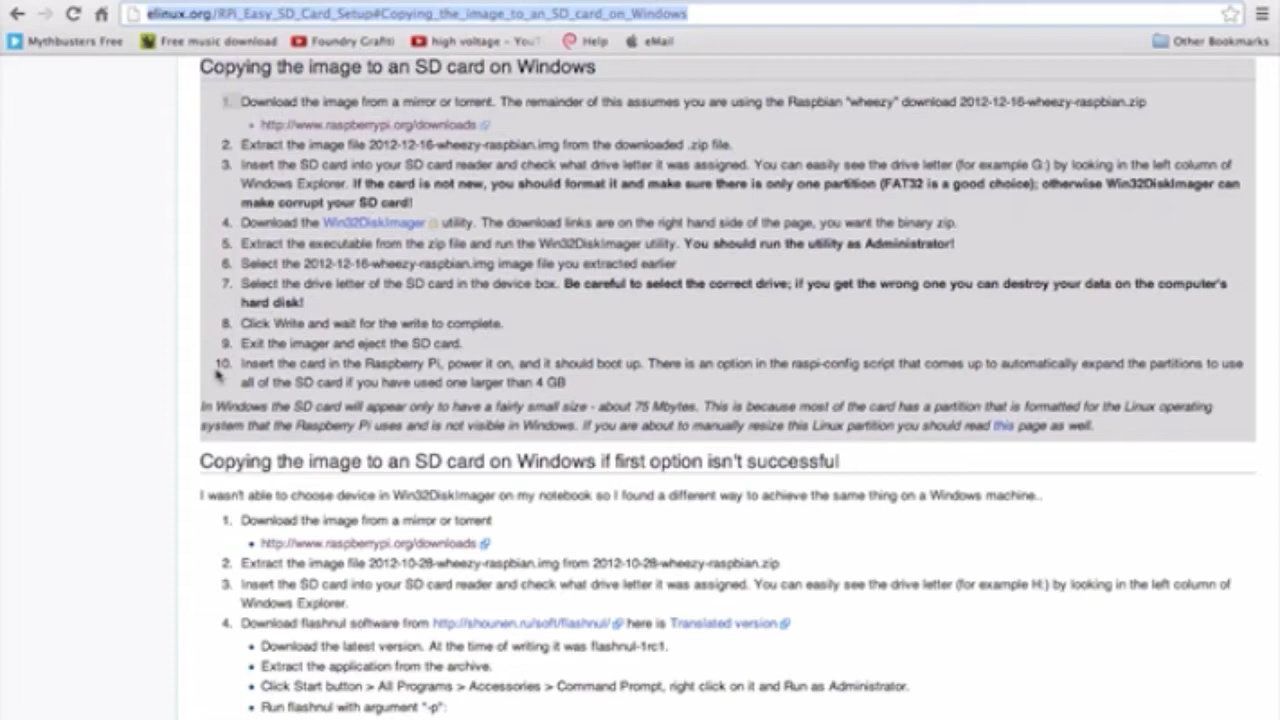 elinux.org/RPi_Easy_SD_Card_Setup#Copying_the_image_to_an_SD_card_on_Windows
Mythbusters Free Free music download Foundry Grafiti high voltage – YouT Help eMail Other Bookmarks
Copying the image to an SD card on Windows
1. Download the image from a mirror or torrent. The remainder of this assumes you are using the Raspbian "wheezy" download 2012-12-16-wheezy-raspbian.zip
• http://www.raspberrypi.org/downloads
2. Extract the image file 2012-12-16-wheezy-raspbian.img from the downloaded .zip file.
3. Insert the SD card into your SD card reader and check what drive letter it was assigned. You can easily see the drive letter (for example G:) by looking in the left column of
Windows Explorer. If the card is not new, you should format it and make sure there is only one partition (FAT32 is a good choice); otherwise Win32DiskImager can
make corrupt your SD card!
4. Download the Win32DiskImager utility. The download links are on the right hand side of the page, you want the binary zip.
5. Extract the executable from the zip file and run the Win32DiskImager utility. You should run the utility as Administrator!
6. Select the 2012-12-16-wheezy-raspbian.img image file you extracted earlier
7. Select the drive letter of the SD card in the device box. Be careful to select the correct drive; if you get the wrong one you can destroy your data on the computer's
hard disk!
8. Click Write and wait for the write to complete.
9. Exit the imager and eject the SD card.
10. Insert the card in the Raspberry Pi, power it on, and it should boot up. There is an option in the raspi-config script that comes up to automatically expand the partitions to use
all of the SD card if you have used one larger than 4 GB
In Windows the SD card will appear only to have a fairly small size - about 75 Mbytes. This is because most of the card has a partition that is formatted for the Linux operating
system that the Raspberry Pi uses and is not visible in Windows. If you are about to manually resize this Linux partition you should read this page as well.
Copying the image to an SD card on Windows if first option isn't successful
I wasn't able to choose device in Win32DiskImager on my notebook so I found a different way to achieve the same thing on a Windows machine..
1. Download the image from a mirror or torrent
• http://www.raspberrypi.org/downloads
2. Extract the image file 2012-10-28-wheezy-raspbian.img from 2012-10-28-wheezy-raspbian.zip
3. Insert the SD card into your SD card reader and check what drive letter it was assigned. You can easily see the drive letter (for example H:) by looking in the left column of
Windows Explorer.
4. Download flashnul software from http://shounen.ru/soft/flashnul/ here is Translated version
• Download the latest version. At the time of writing it was flashnul-1rc1.
• Extract the application from the archive.
• Click Start button > All Programs > Accessories > Command Prompt, right click on it and Run as Administrator.
• Run flashnul with argument "-p":